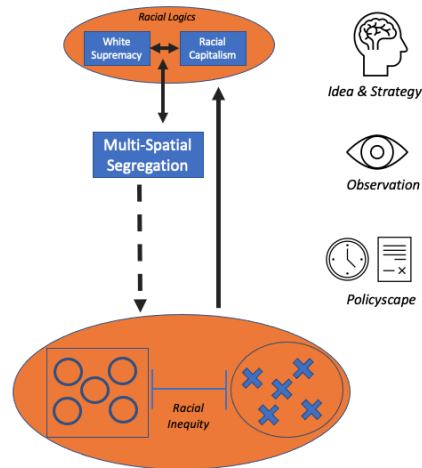 Racial Logics
White
Supremacy
Racial
Capitalism
Idea & Strategy
Multi-Spatial
Segregation
Observation
Policyscape
Racial
Inequity